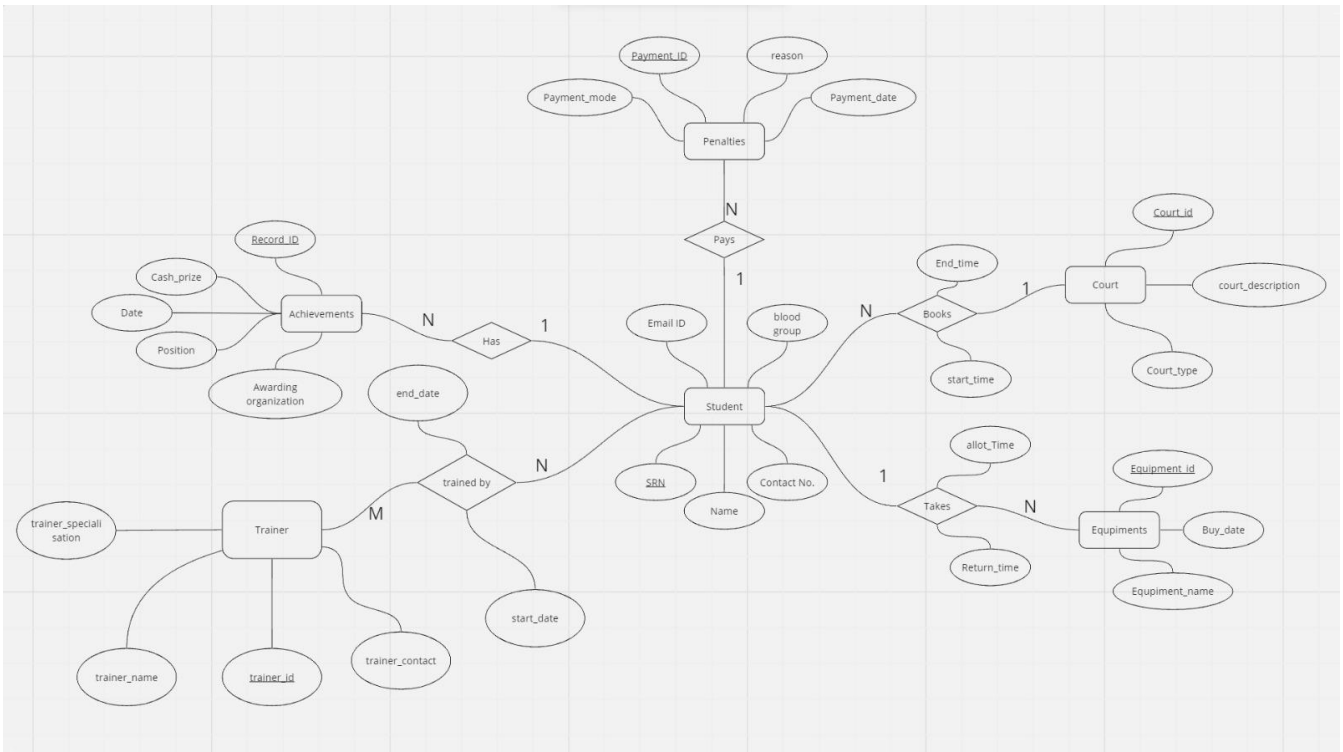 Payment_ID
reason
Payment_mode
Payment_date
Penalties
N
Pays
1
Record_ID
Cash_prize
Date
Achievements
Position
Awarding
organization
N
Has
1
Email ID
blood
group
Student
SRN
Name
Contact No.
N
End_time
Books
start_time
1
Court_id
Court
court_description
Court_type
end_date
trained by
N
M
start_date
trainer_speciali
sation
Trainer
trainer_name
trainer_id
trainer_contact
1
allot_Time
Takes
Return_time
N
Equipment_id
Equpiments
Buy_date
Equpiment_name